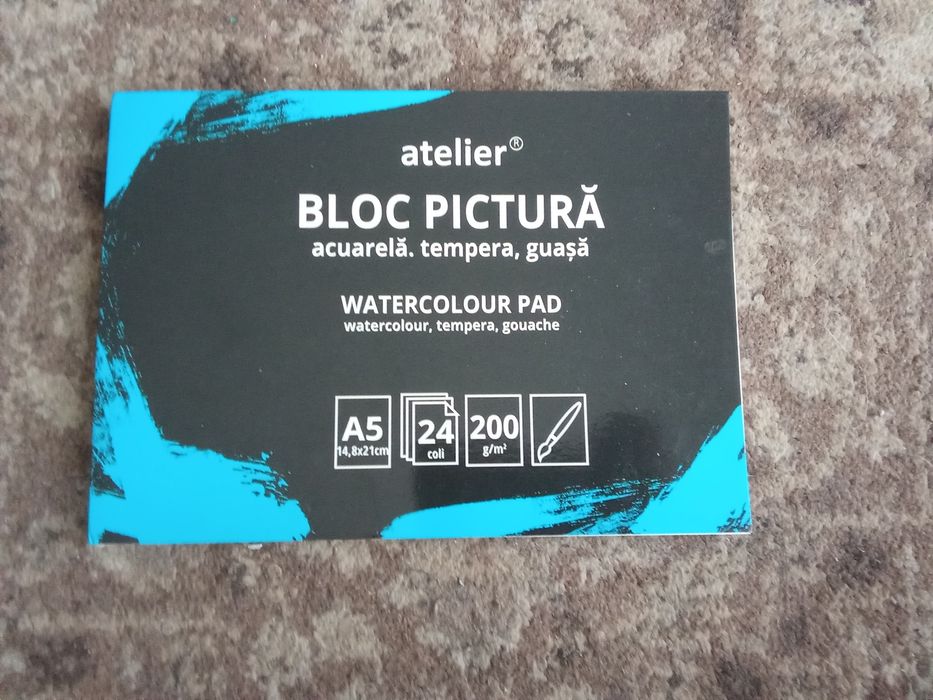 atelier®
BLOC PICTURĂ
acuarelă. tempera, guașă
WATERCOLOUR PAD
watercolour, tempera, gouache
A5
14,8x21cm
24
coli
200
g/m²